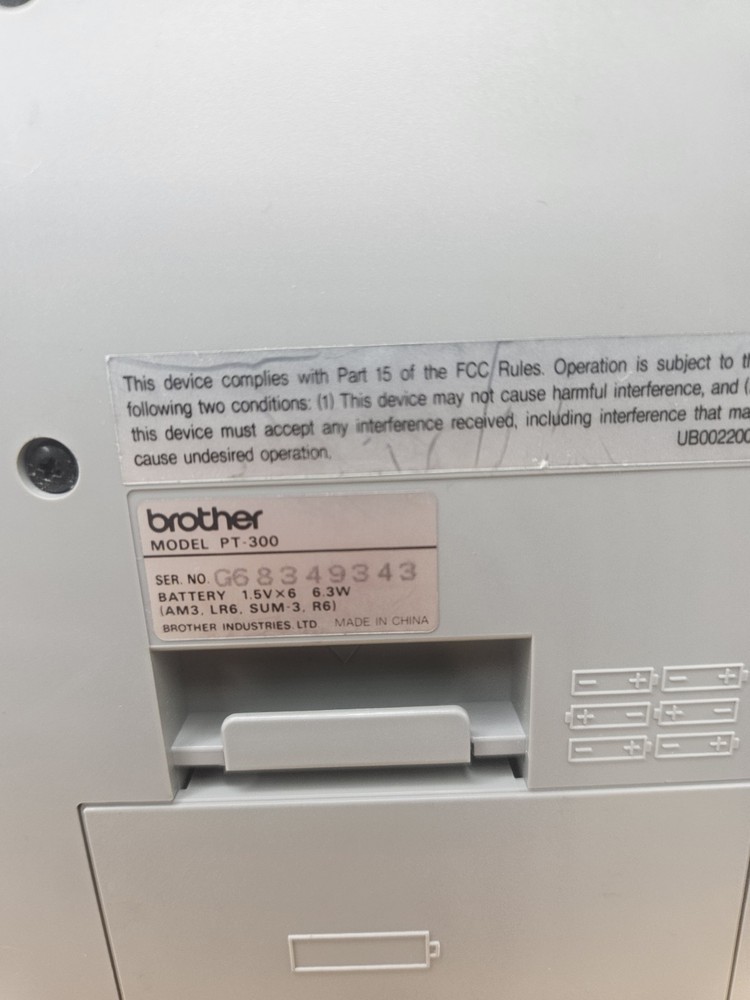 This device complies with Part 15 of the FCC Rules. Operation is subject to
following two conditions: (1) This device may not cause harmful interference, and
this device must accept any interference received, including interference that
cause undesired operation.
UB002200
brother
MODEL PT-300
SER. NO. G68349343
BATTERY 1.5V×6 6.3W
(AM3, LR6, SUM-3, R6)
BROTHER INDUSTRIES. LTD MADE IN CHINA